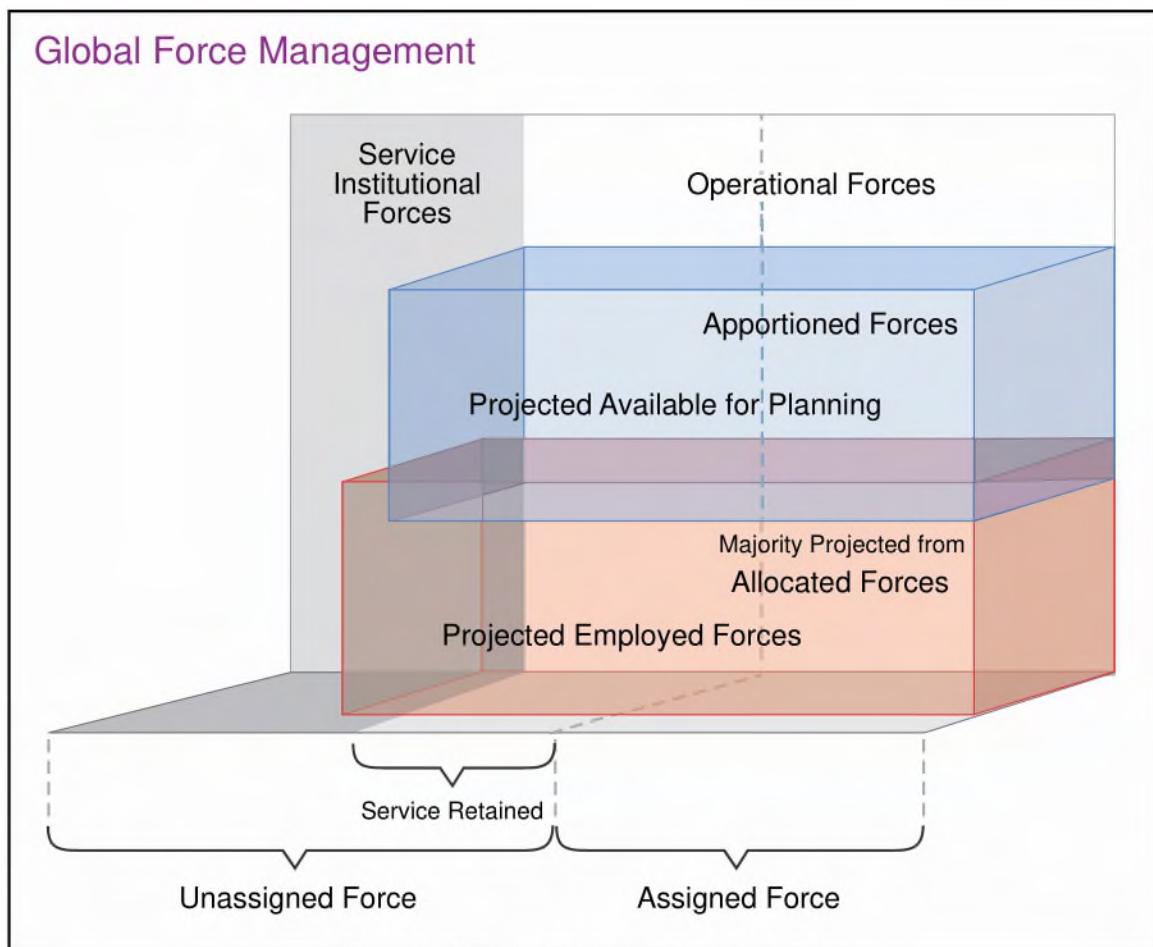 Global Force Management
Service
Institutional
Forces
Operational Forces
Apportioned Forces
Projected Available for Planning
Majority Projected from
Allocated Forces
Projected Employed Forces
Service Retained
Unassigned Force
Assigned Force